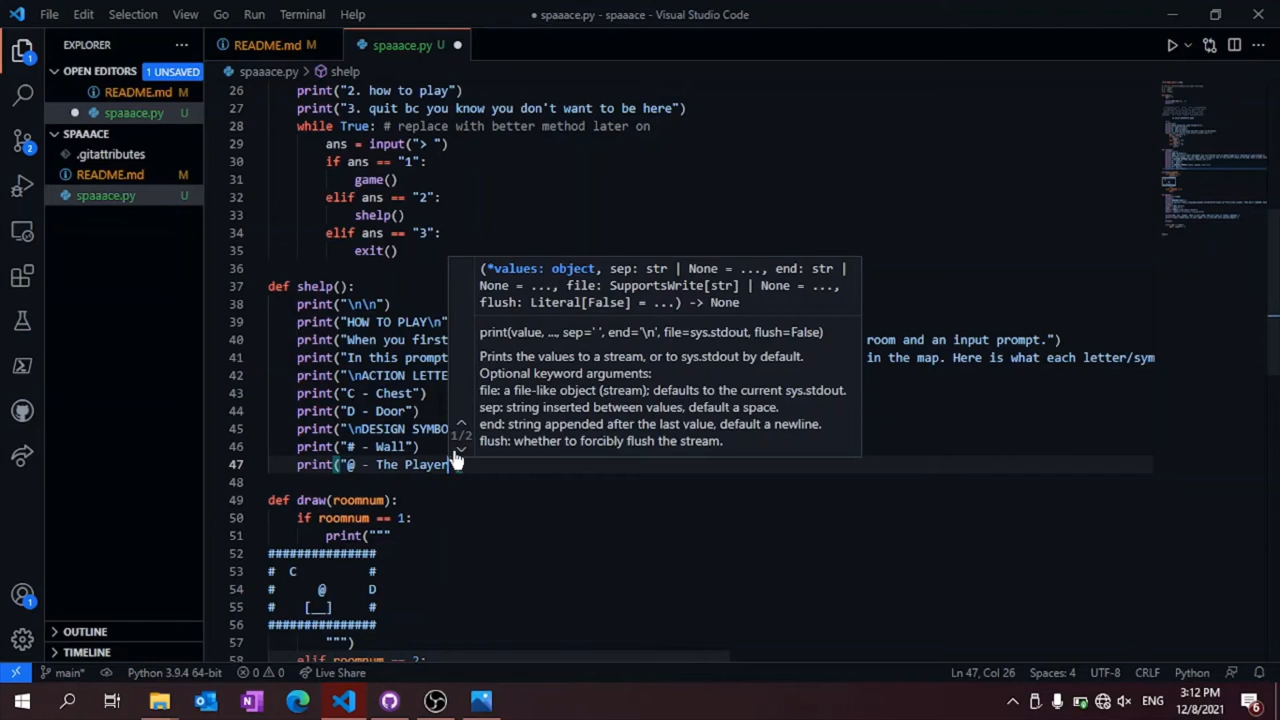 File Edit Selection View Go Run Terminal Help
● spaaace.py - spaaace - Visual Studio Code
EXPLORER
README.md M
spaaace.py U
OPEN EDITORS 1 UNSAVED
README.md M
spaaace.py U
SPAAACE
.gitattributes
README.md M
spaaace.py U
spaaace.py > shelp
26 print("2. how to play")
27 print("3. quit bc you know you don't want to be here")
28 while True: # replace with better method later on
29 ans = input("> ")
30 if ans == "1":
31 game()
32 elif ans == "2":
33 shelp()
34 elif ans == "3":
35 exit()
36
37 def shelp():
38 print("\n\n")
39 print("HOW TO PLAY\n"
40 print("When you first room and an input prompt.")
41 print("In this prompt in the map. Here is what each letter/sym
42 print("\nACTION LETTE
43 print("C - Chest")
44 print("D - Door")
45 print("\nDESIGN SYMBO
46 print("# - Wall")
47 print("@ - The Player
48
49 def draw(roomnum):
50 if roomnum == 1:
51 print("""
52 ###############
53 # C #
54 # @ D
55 # [__] #
56 ###############
57 """)
58 elif roomnum == 2:
(*values: object, sep: str | None = ..., end: str |
None = ..., file: SupportsWrite[str] | None = ...,
flush: Literal[False] = ...) -> None
print(value, ..., sep=' ', end='\n', file=sys.stdout, flush=False)
Prints the values to a stream, or to sys.stdout by default.
Optional keyword arguments:
file: a file-like object (stream); defaults to the current sys.stdout.
sep: string inserted between values, default a space.
end: string appended after the last value, default a newline.
flush: whether to forcibly flush the stream.
1/2
1
2
1
OUTLINE
TIMELINE
main* Python 3.9.4 64-bit 0 0 Live Share
Ln 47, Col 26 Spaces: 4 UTF-8 CRLF Python
ENG
3:12 PM
12/8/2021
6